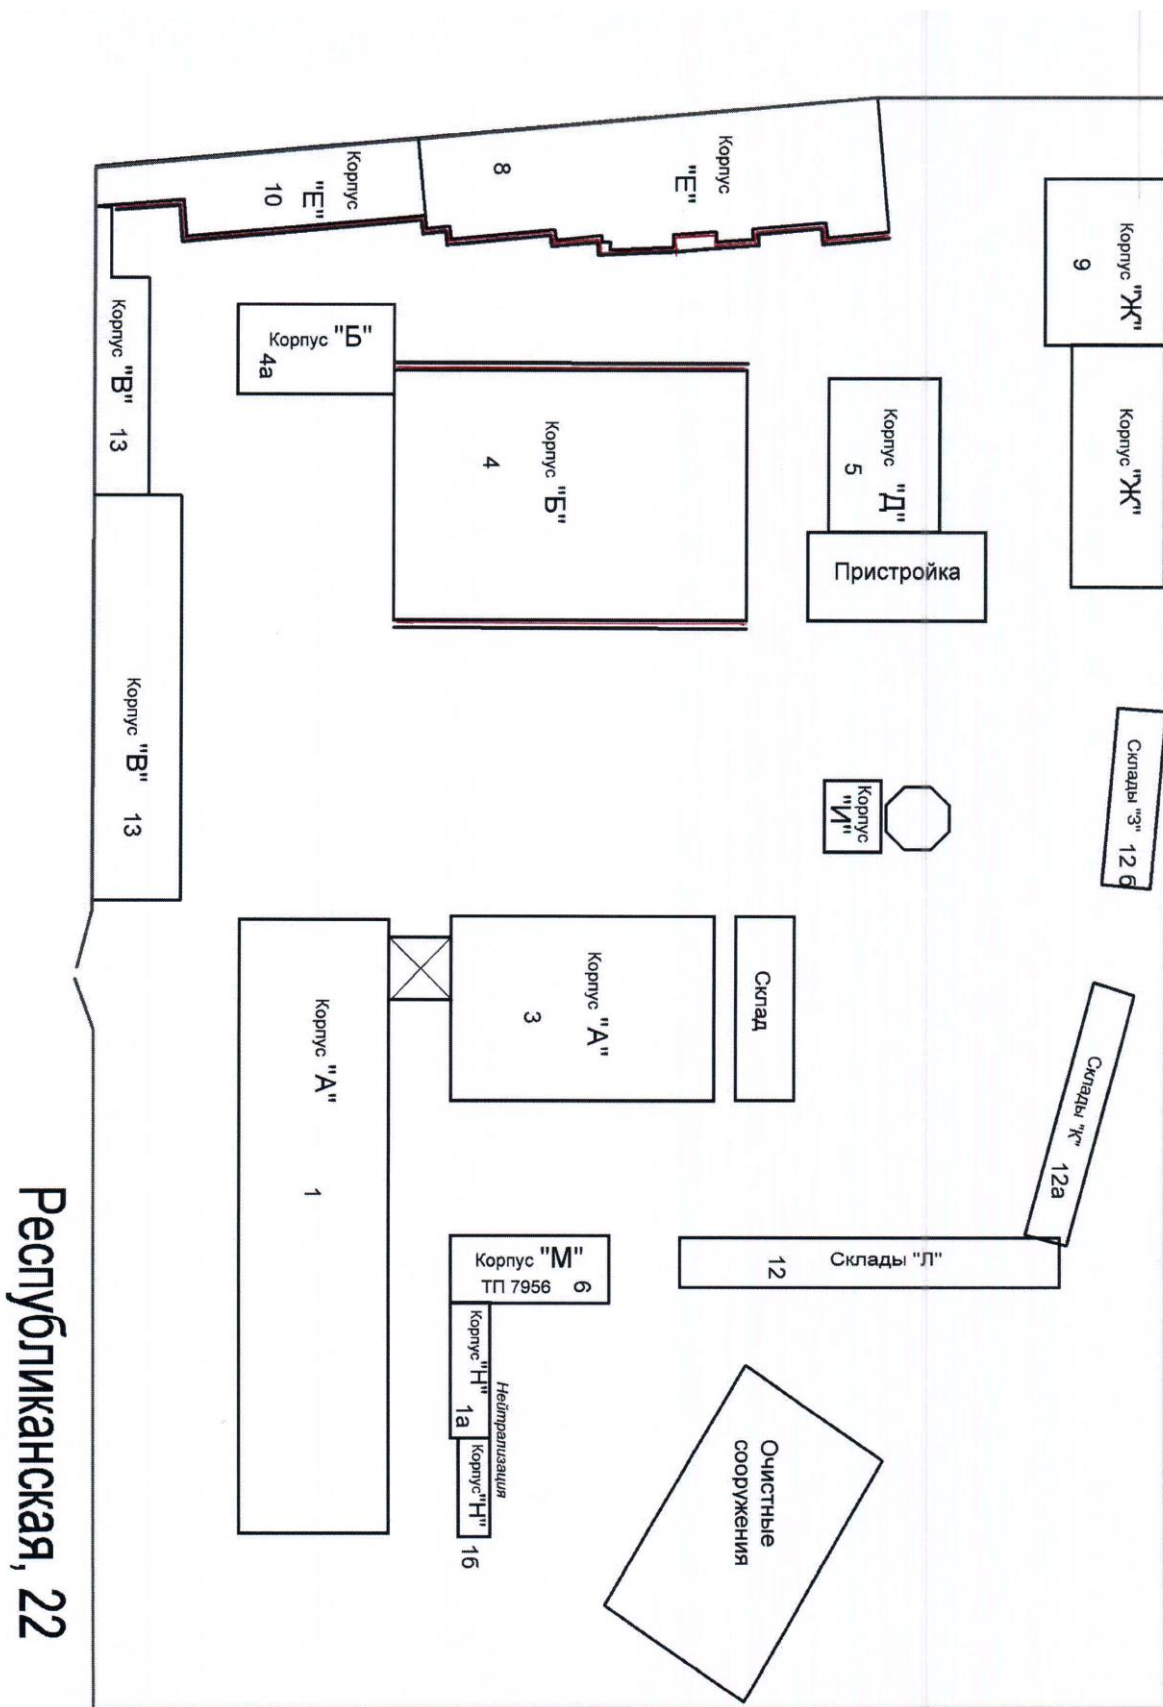 Корпус
"Е"
10
Корпус
"Е"
8
Корпус "Ж"
9
Корпус "Ж"
Корпус "В" 13
Корпус "Б"
4а
Корпус "Б"
4
Корпус "Д"
5
Пристройка
Корпус "В" 13
Корпус
"И"
Склады "З" 12 б
Корпус "А"
1
Корпус "А"
3
Склад
Склады "К" 12а
Корпус "М"
ТП 7956 6
Склады "Л"
12
Корпус "Н"
1а
Нейтрализация
Корпус "Н"
1б
Очистные
сооружения
Республиканская, 22